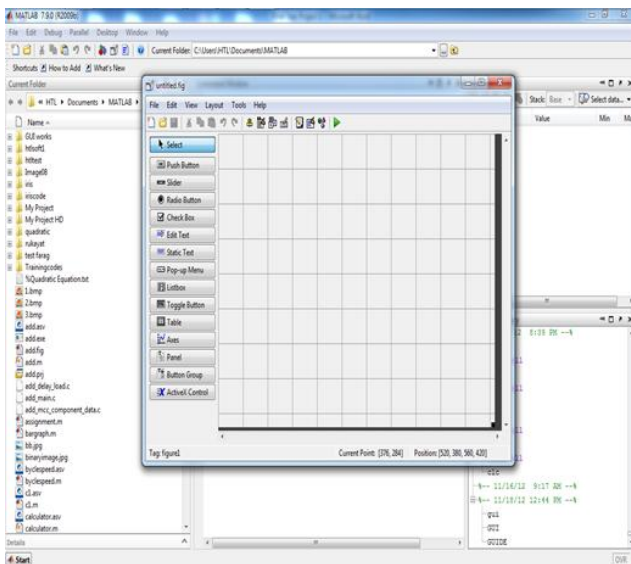 MATLAB 7.9.0 (R2009b)
File Edit Debug Parallel Desktop Window Help
Current Folder: C:\Users\HTL\Documents\MATLAB
Shortcuts How to Add What's New
Current Folder
HTL Documents MATLAB
Name
GUI works
htlsoft1
htltest
Image08
iris
iriscode
My Project
My Project HD
quadratic
rukayat
test farag
Trainingcodes
%Quadratic Equation.txt
1.bmp
2.bmp
3.bmp
add.asv
add.exe
add.fig
add.m
add.prj
add_delay_load.c
add_main.c
add_mcc_component_data.c
assignment.m
bargraph.m
bb.jpg
binaryimage.jpg
byclespeed.asv
byclespeed.m
c1.asv
c1.m
calculator.asv
calculator.m
Details
Start
untitled.fig
File Edit View Layout Tools Help
Select
Push Button
Slider
Radio Button
Check Box
Edit Text
Static Text
Pop-up Menu
Listbox
Toggle Button
Table
Axes
Panel
Button Group
ActiveX Control
Tag: figure1 Current Point: [376, 284] Position: [520, 380, 560, 420]
Stack: Base Select data...
Value Min
8:39 PM --%
clc
%-- 11/16/12 9:17 AM --%
%-- 11/18/12 12:44 PM --%
gui
GUI
GUIDE
OVR